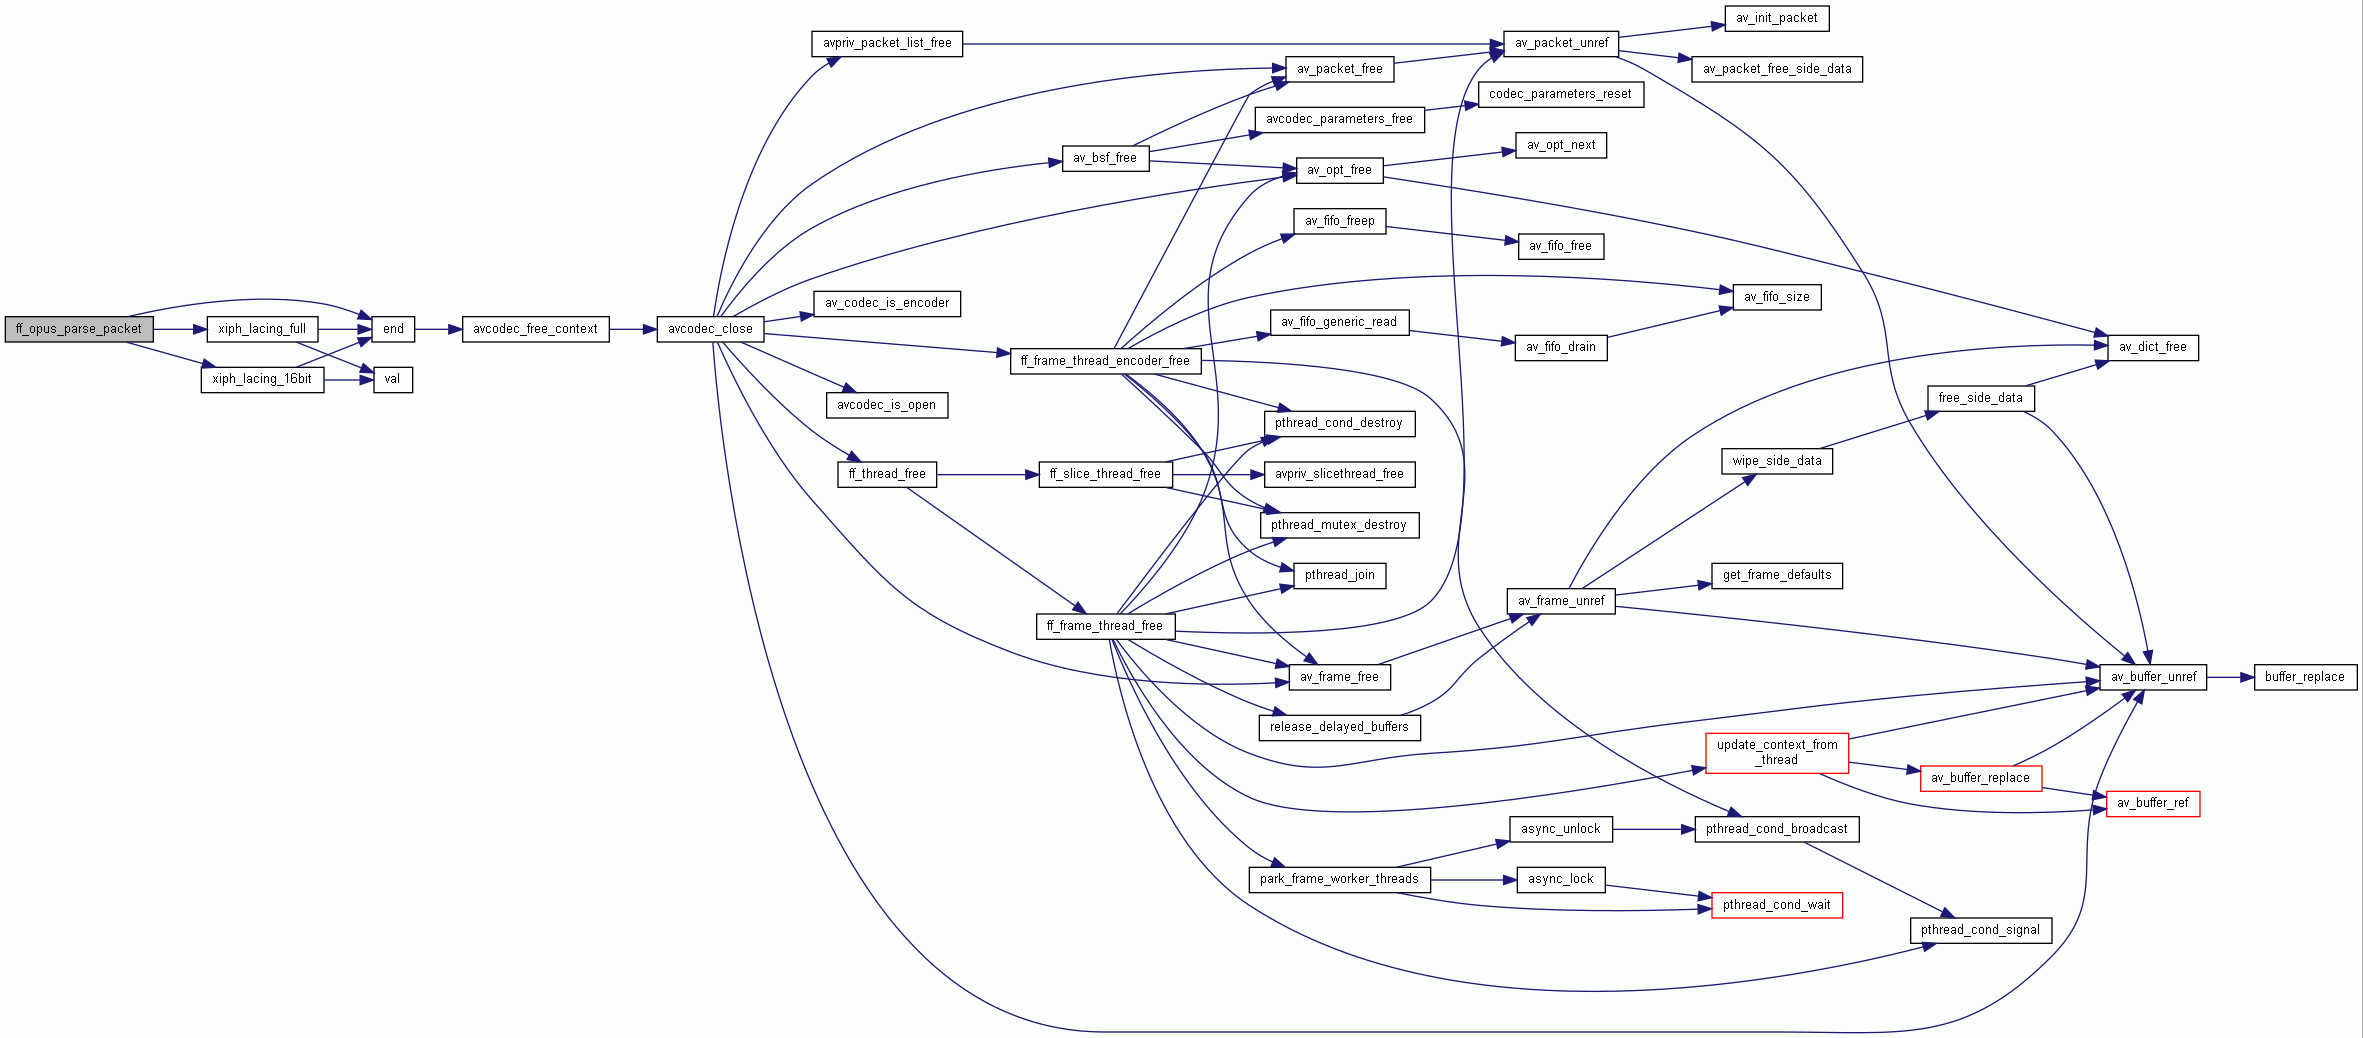 ff_opus_parse_packet
xiph_lacing_full
xiph_lacing_16bit
end
val
avcodec_free_context
avcodec_close
avpriv_packet_list_free
av_codec_is_encoder
avcodec_is_open
ff_thread_free
av_bsf_free
ff_frame_thread_encoder_free
ff_slice_thread_free
ff_frame_thread_free
av_packet_free
avcodec_parameters_free
av_opt_free
av_fifo_freep
av_fifo_generic_read
pthread_cond_destroy
avpriv_slicethread_free
pthread_mutex_destroy
pthread_join
av_frame_free
release_delayed_buffers
park_frame_worker_threads
av_packet_unref
codec_parameters_reset
av_opt_next
av_fifo_free
av_fifo_drain
av_frame_unref
async_unlock
async_lock
av_init_packet
av_packet_free_side_data
av_fifo_size
wipe_side_data
get_frame_defaults
update_context_from
_thread
pthread_cond_broadcast
pthread_cond_wait
free_side_data
av_buffer_replace
pthread_cond_signal
av_dict_free
av_buffer_unref
av_buffer_ref
buffer_replace